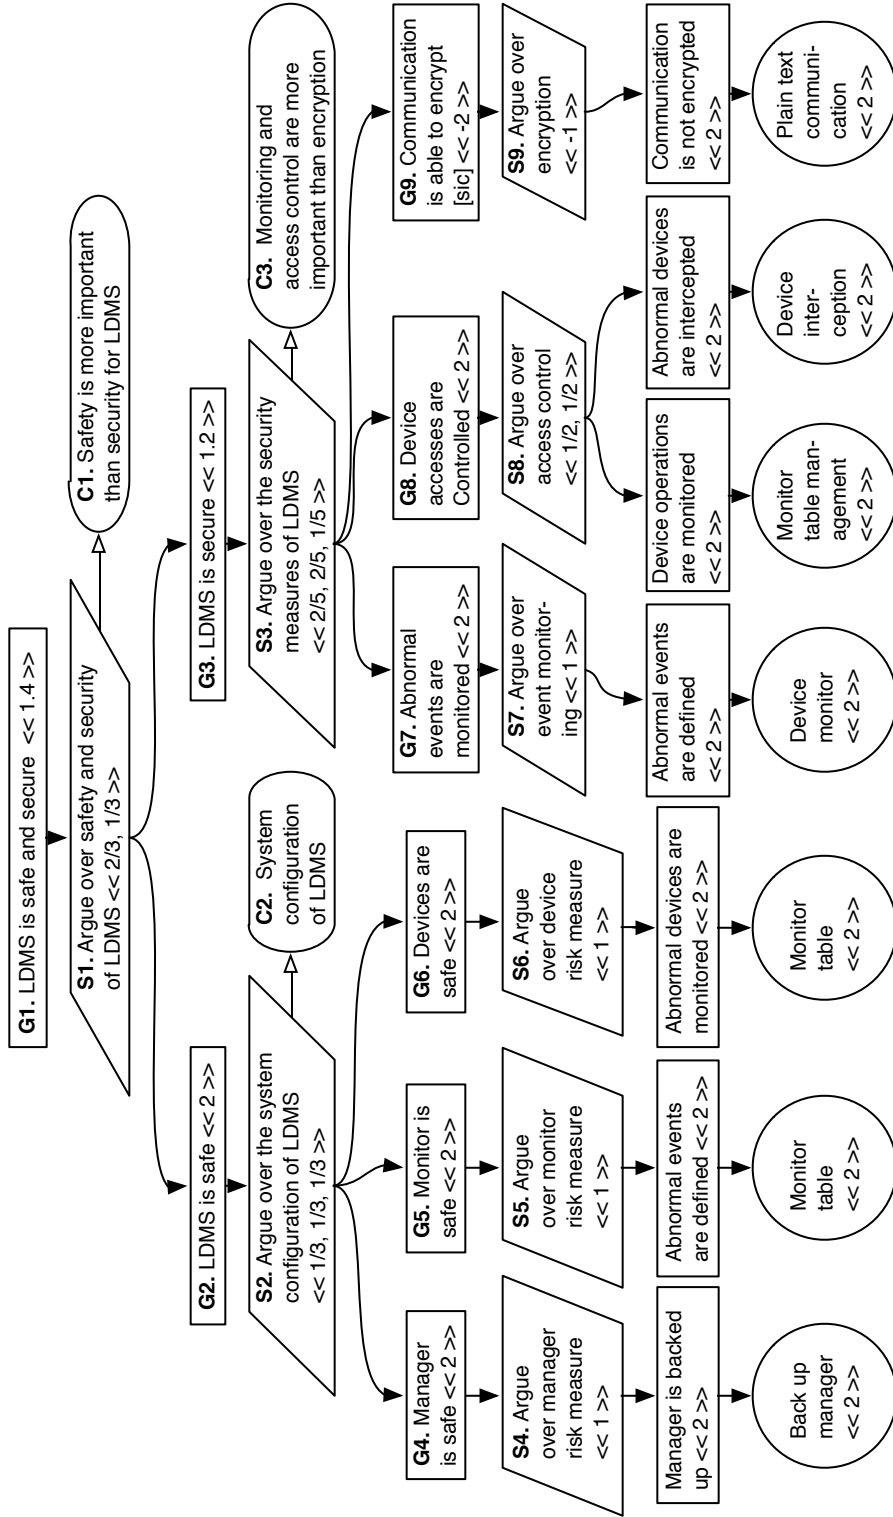 G1. LDMS is safe and secure << 1.4 >>
S1. Argue over safety and security
of LDMS << 2/3, 1/3 >>
C1. Safety is more important
than security for LDMS
G2. LDMS is safe << 2 >>
G3. LDMS is secure << 1.2 >>
S2. Argue over the system
configuration of LDMS
<< 1/3, 1/3, 1/3 >>
C2. System
configuration
of LDMS
S3. Argue over the security
measures of LDMS
<< 2/5, 2/5, 1/5 >>
C3. Monitoring and
access control are more
important than encryption
G4. Manager
is safe << 2 >>
G5. Monitor is
safe << 2 >>
G6. Devices are
safe << 2 >>
G7. Abnormal
events are
monitored << 2 >>
G8. Device
accesses are
Controlled << 2 >>
G9. Communication
is able to encrypt
[sic] << -2 >>
S4. Argue
over manager
risk measure
<< 1 >>
S5. Argue
over monitor
risk measure
<< 1 >>
S6. Argue
over device
risk measure
<< 1 >>
S7. Argue over
event monitor-
ing << 1 >>
S8. Argue over
access control
<< 1/2, 1/2 >>
S9. Argue over
encryption
<< -1 >>
Manager is backed
up << 2 >>
Abnormal events
are defined << 2 >>
Abnormal devices are
monitored << 2 >>
Abnormal events
are defined
<< 2 >>
Device operations
are monitored
<< 2 >>
Abnormal devices
are intercepted
<< 2 >>
Communication
is not encrypted
<< 2 >>
Back up
manager
<< 2 >>
Monitor
table
<< 2 >>
Monitor
table
<< 2 >>
Device
monitor
<< 2 >>
Monitor
table man-
agement
<< 2 >>
Device
inter-
ception
<< 2 >>
Plain text
communi-
cation
<< 2 >>